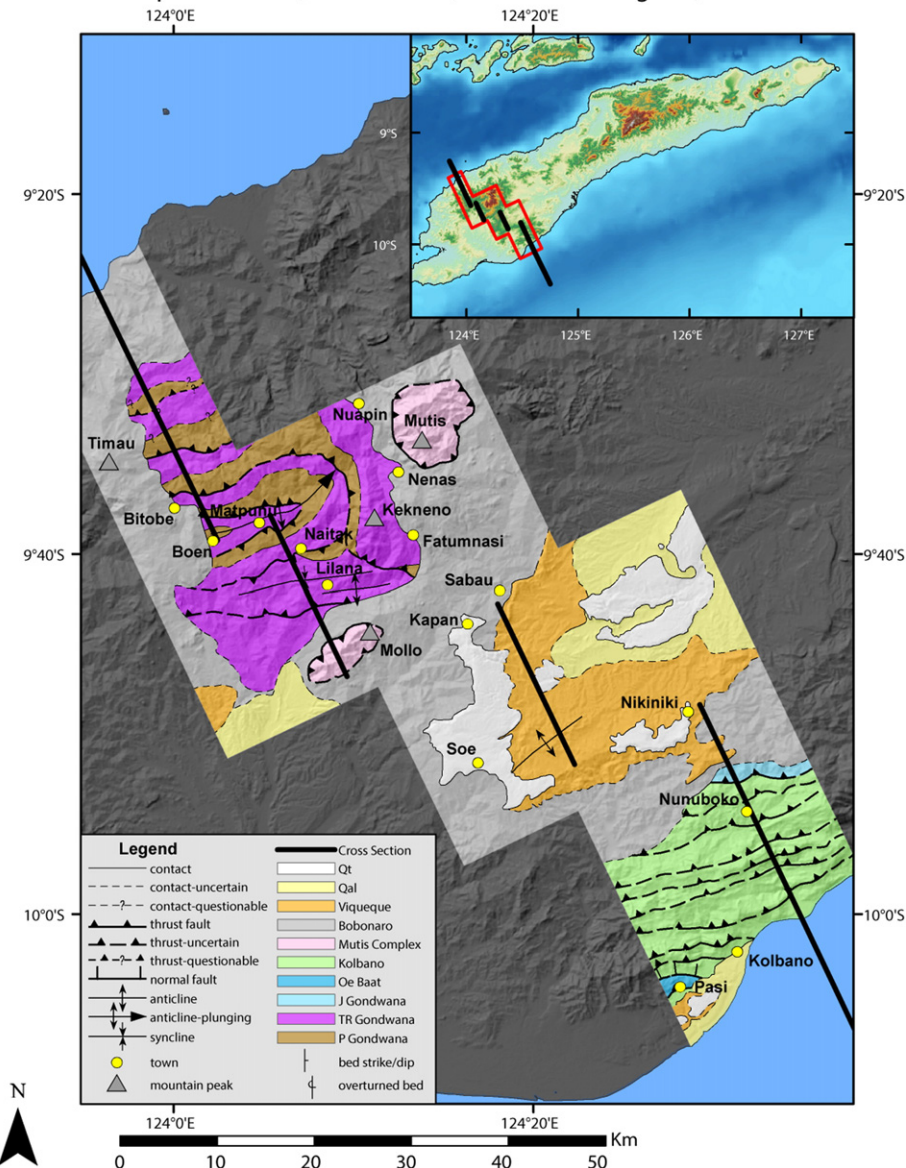 124°0'E
124°20'E
9°S
10°S
124°E
125°E
126°E
127°E
9°20'S
9°20'S
9°40'S
9°40'S
10°0'S
10°0'S
Nuapin
Mutis
Timau
Nenas
Bitobe
Matpunu
Kekneno
Boen
Naitak
Fatumnasi
Lilana
Sabau
Kapan
Mollo
Nikiniki
Soe
Nunuboko
Kolbano
Pasi
Legend
contact
contact-uncertain
contact-questionable
thrust fault
thrust-uncertain
thrust-questionable
normal fault
anticline
anticline-plunging
syncline
town
mountain peak
Cross Section
Qt
Qal
Viqueque
Bobonaro
Mutis Complex
Kolbano
Oe Baat
J Gondwana
TR Gondwana
P Gondwana
bed strike/dip
overturned bed
N
124°0'E
124°20'E
Km
0 10 20 30 40 50